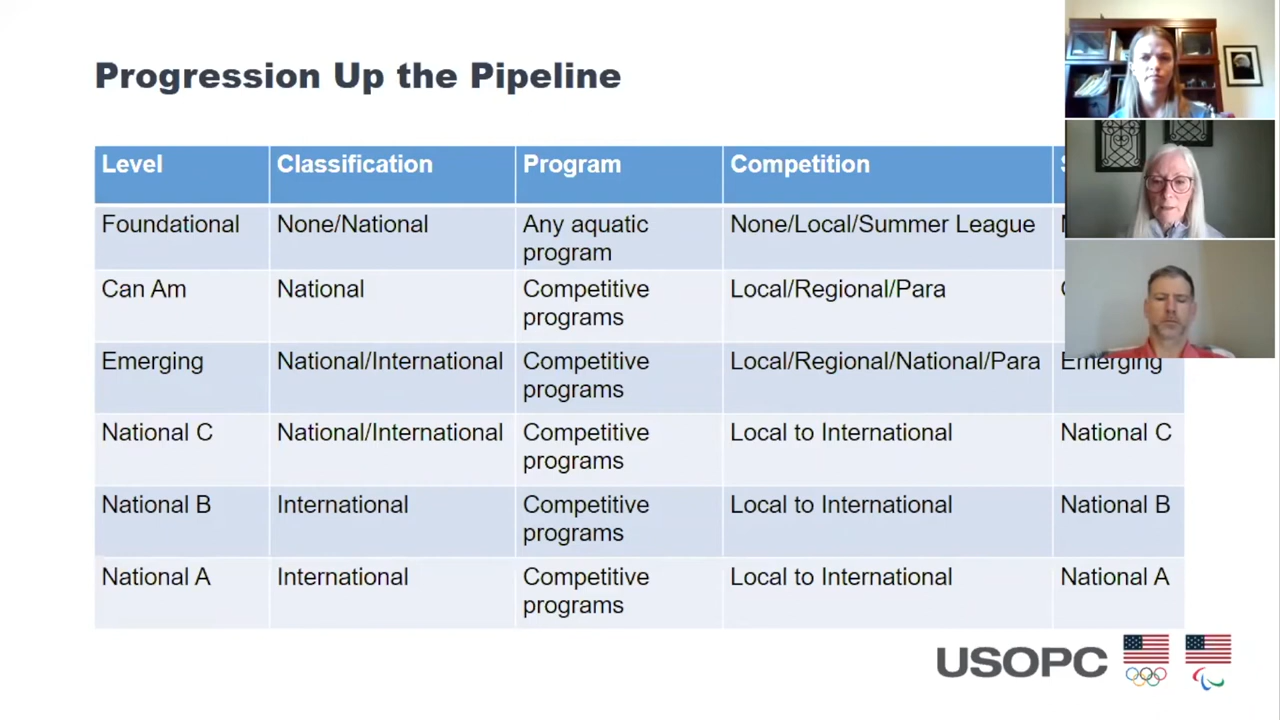 Progression Up the Pipeline
Level Classification Program Competition
Foundational None/National Any aquatic None/Local/Summer League
program
Can Am National Competitive Local/Regional/Para
programs
Emerging National/International Competitive Local/Regional/National/Para Emerging
programs
National C National/International Competitive Local to International National C
programs
National B International Competitive Local to International National B
programs
National A International Competitive Local to International National A
programs
USOPC